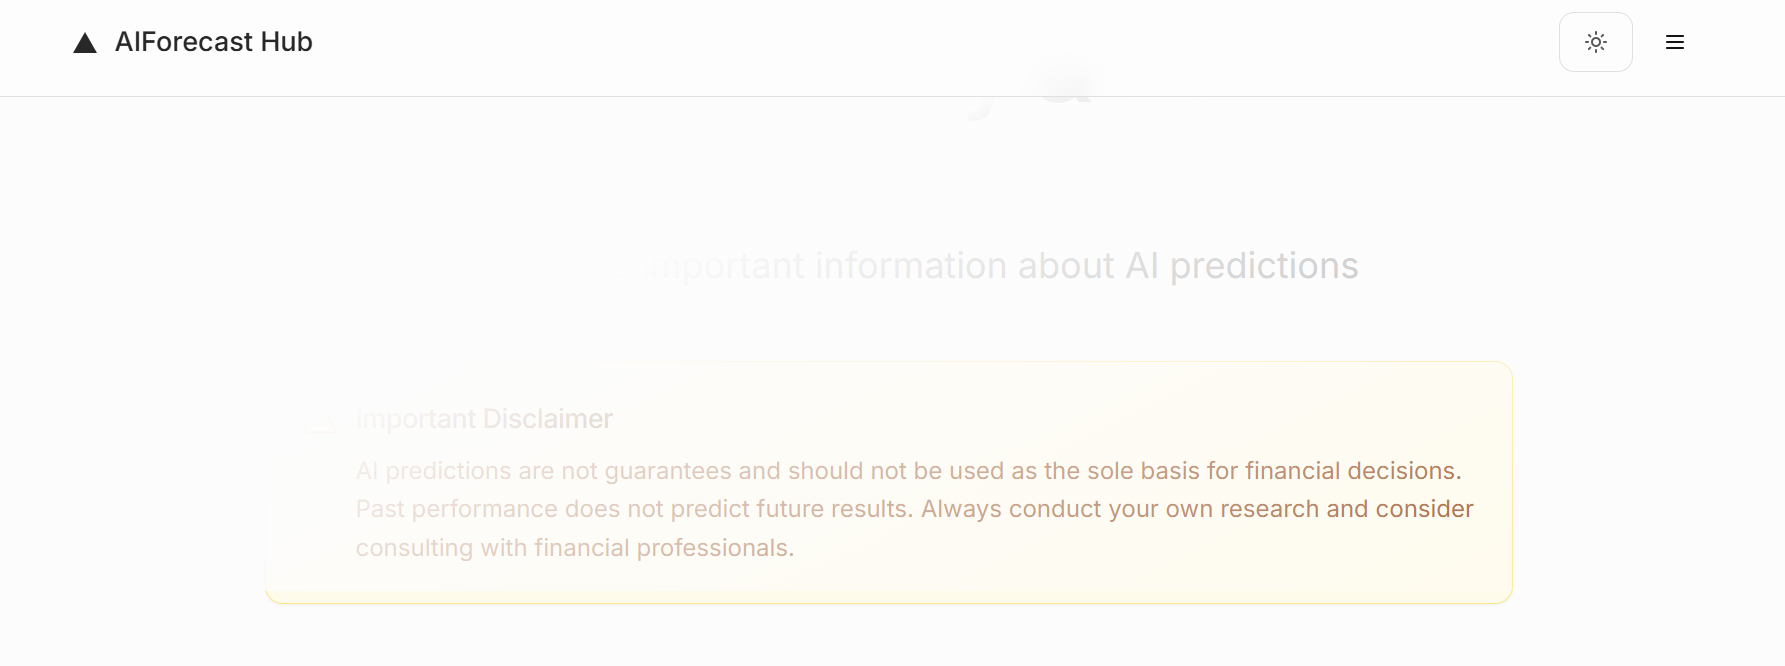 AIForecast Hub
important information about AI predictions
Important Disclaimer
AI predictions are not guarantees and should not be used as the sole basis for financial decisions.
Past performance does not predict future results. Always conduct your own research and consider
consulting with financial professionals.